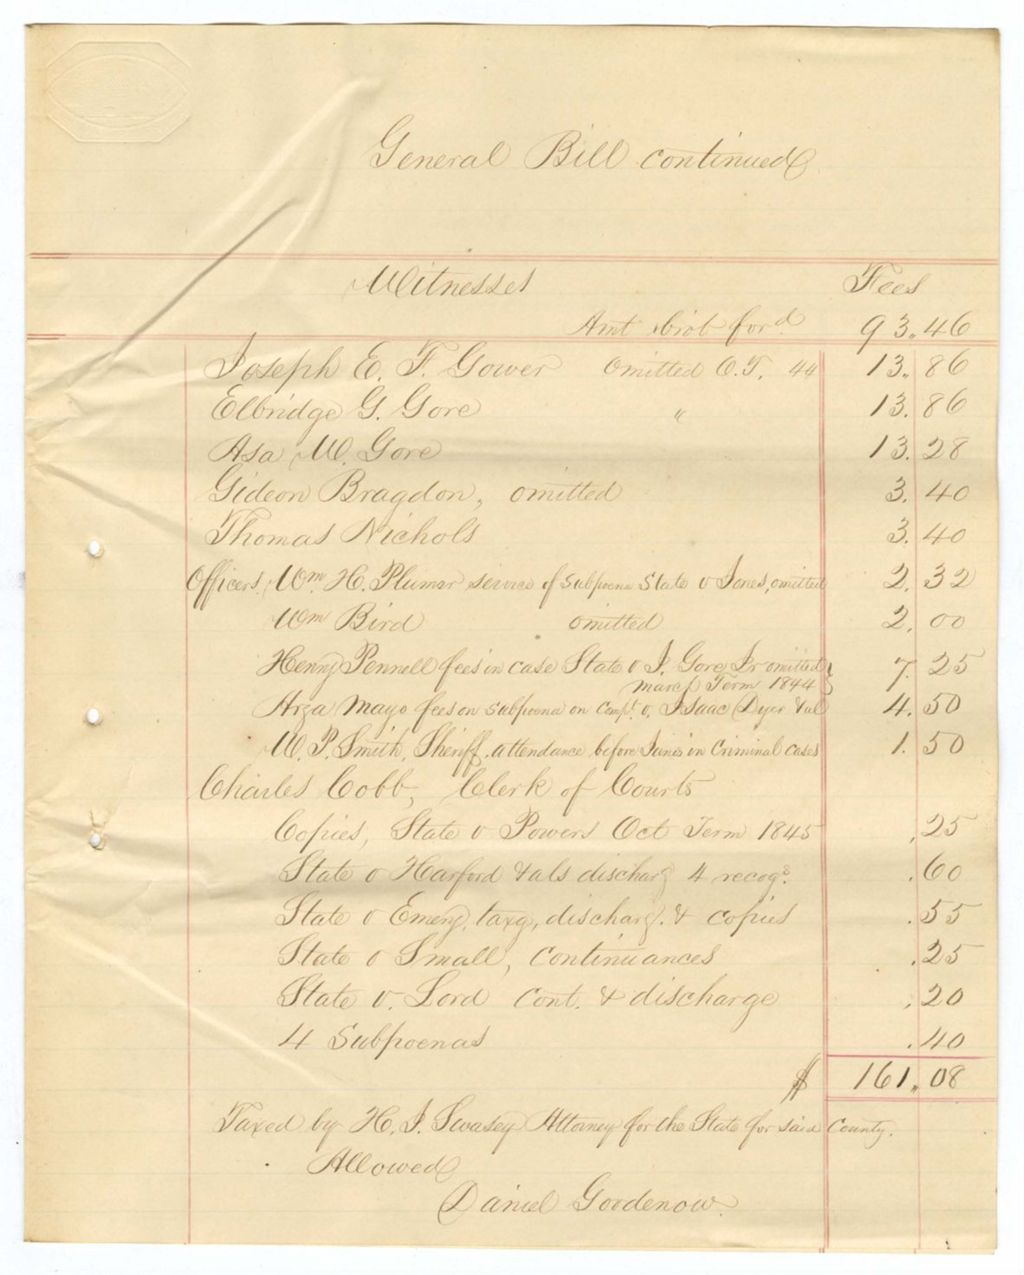 General Bill continued
Witnesses Fees
Amt brot ford 93.46
Joseph E. F. Gower omitted O.T. 44 13.86
Elbridge G. Gore " 13.86
Asa W. Gore 13.28
Gideon Bragdon, omitted 3.40
Thomas Nichols 3.40
Officers, Wm. H. Plumer service of subpoena State v Jones, omitted 2.32
Wm Bird omitted 2.00
Henry Pennell fees in case State v I. Gore Jr omitted 7.25
march Term 1844
Arza Mayo fees on subpoena on Compt. v. Isaac Dyer & al 4.50
W. P. Smith, Sheriff, attendance before Juries in Criminal cases 1.50
Charles Cobb, Clerk of Courts
Copies, State v Powers Oct Term 1845 .25
State v Harford & als discharg 4 recogs. .60
State v Emery, taxg, discharg. & copies .55
State v Small, continuances .25
State v. Lord cont. & discharge .20
4 Subpoenas .40
$ 161.08
Taxed by H. J. Swasey Attorney for the State for said County.
Allowed
Daniel Goodenow.